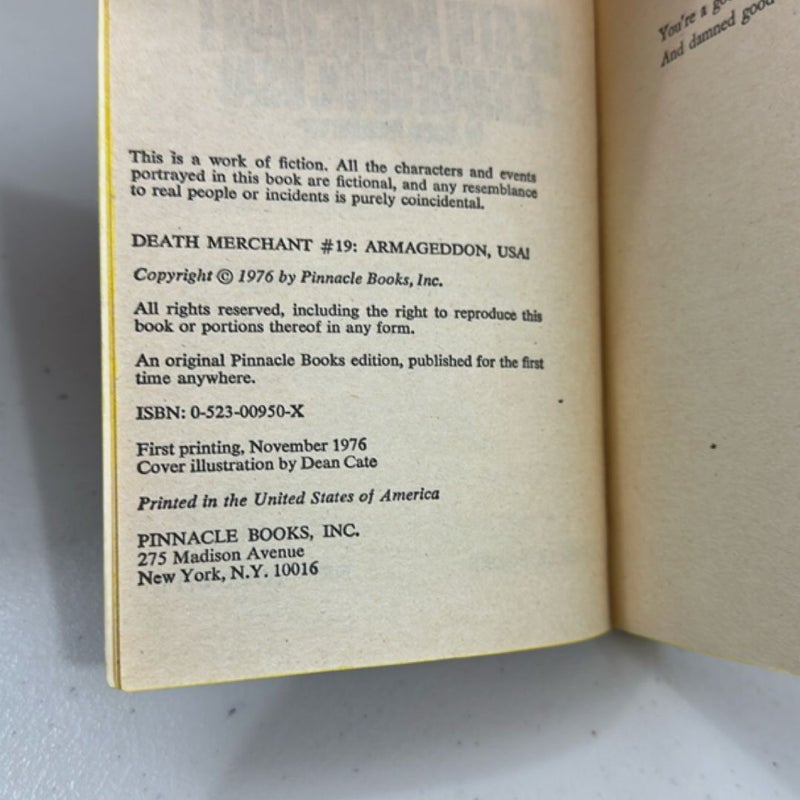 This is a work of fiction. All the characters and events
portrayed in this book are fictional, and any resemblance
to real people or incidents is purely coincidental.
DEATH MERCHANT #19: ARMAGEDDON, USA!
Copyright © 1976 by Pinnacle Books, Inc.
All rights reserved, including the right to reproduce this
book or portions thereof in any form.
An original Pinnacle Books edition, published for the first
time anywhere.
ISBN: 0-523-00950-X
First printing, November 1976
Cover illustration by Dean Cate
Printed in the United States of America
PINNACLE BOOKS, INC.
275 Madison Avenue
New York, N.Y. 10016
You're a
And damned good